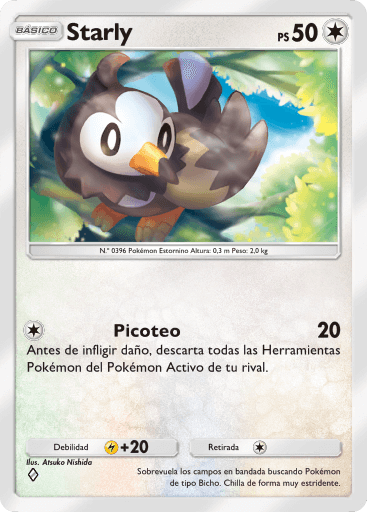 BÁSICO Starly PS 50
N.º 0396 Pokémon Estornino Altura: 0,3 m Peso: 2,0 kg
Picoteo 20
Antes de infligir daño, descarta todas las Herramientas
Pokémon del Pokémon Activo de tu rival.
Debilidad +20 Retirada
Ilus. Atsuko Nishida
Sobrevuela los campos en bandada buscando Pokémon
de tipo Bicho. Chilla de forma muy estridente.